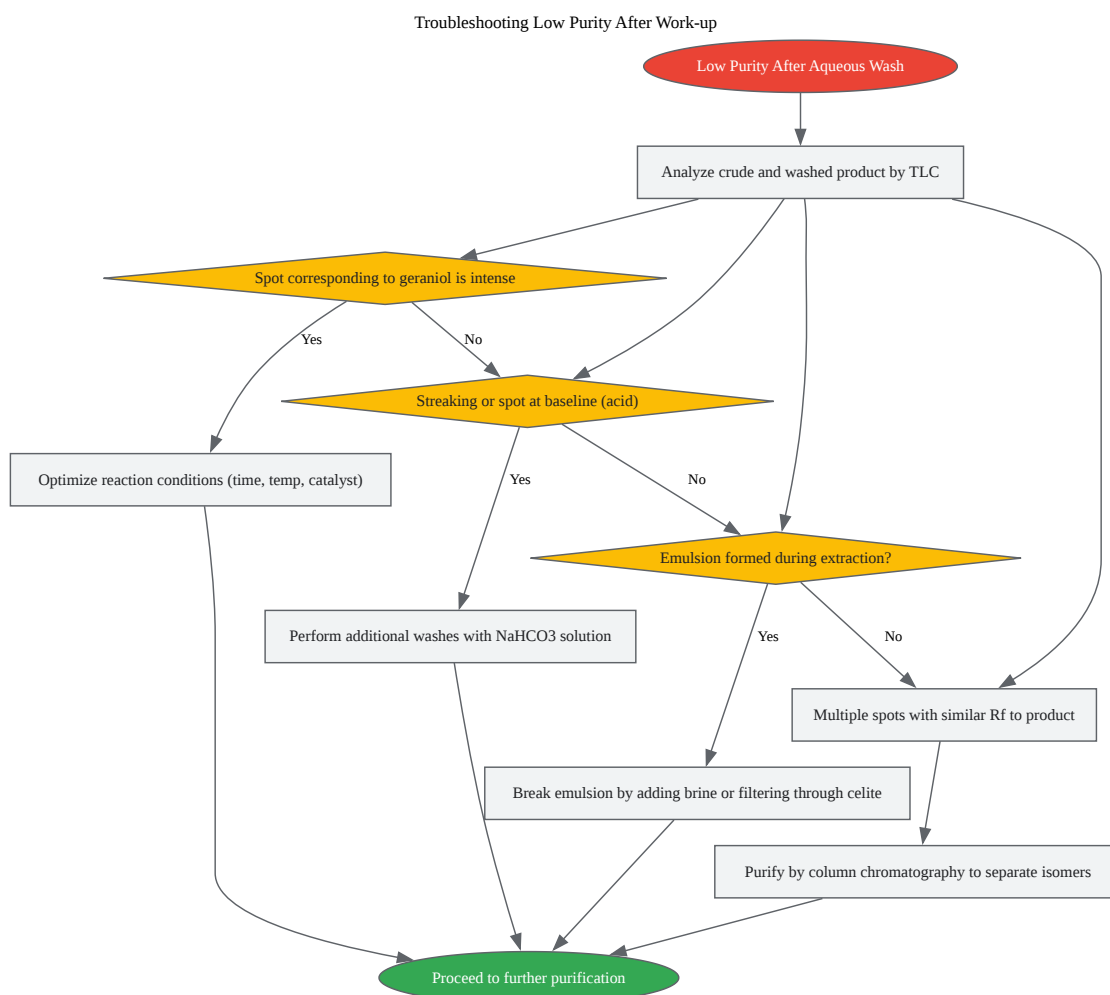 Troubleshooting Low Purity After Work-up
Low Purity After Aqueous Wash
Analyze crude and washed product by TLC
Spot corresponding to geraniol is intense
Yes
No
Streaking or spot at baseline (acid)
Optimize reaction conditions (time, temp, catalyst)
Yes
No
Emulsion formed during extraction?
Perform additional washes with NaHCO3 solution
Yes
No
Multiple spots with similar Rf to product
Break emulsion by adding brine or filtering through celite
Purify by column chromatography to separate isomers
Proceed to further purification